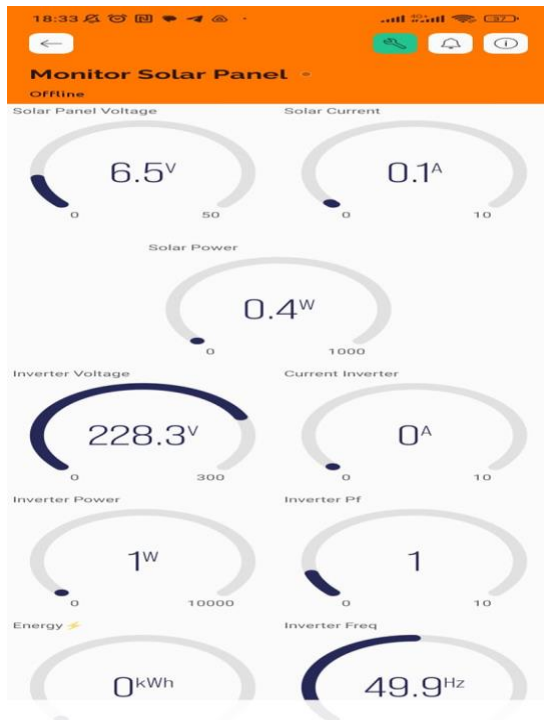 18:33
4G+
37
Monitor Solar Panel
Offline
Solar Panel Voltage
6.5V
0 50
Solar Current
0.1A
0 10
Solar Power
0.4W
0 1000
Inverter Voltage
228.3V
0 300
Current Inverter
0A
0 10
Inverter Power
1W
0 10000
Inverter Pf
1
0 10
Energy ⚡
0kWh
Inverter Freq
49.9Hz